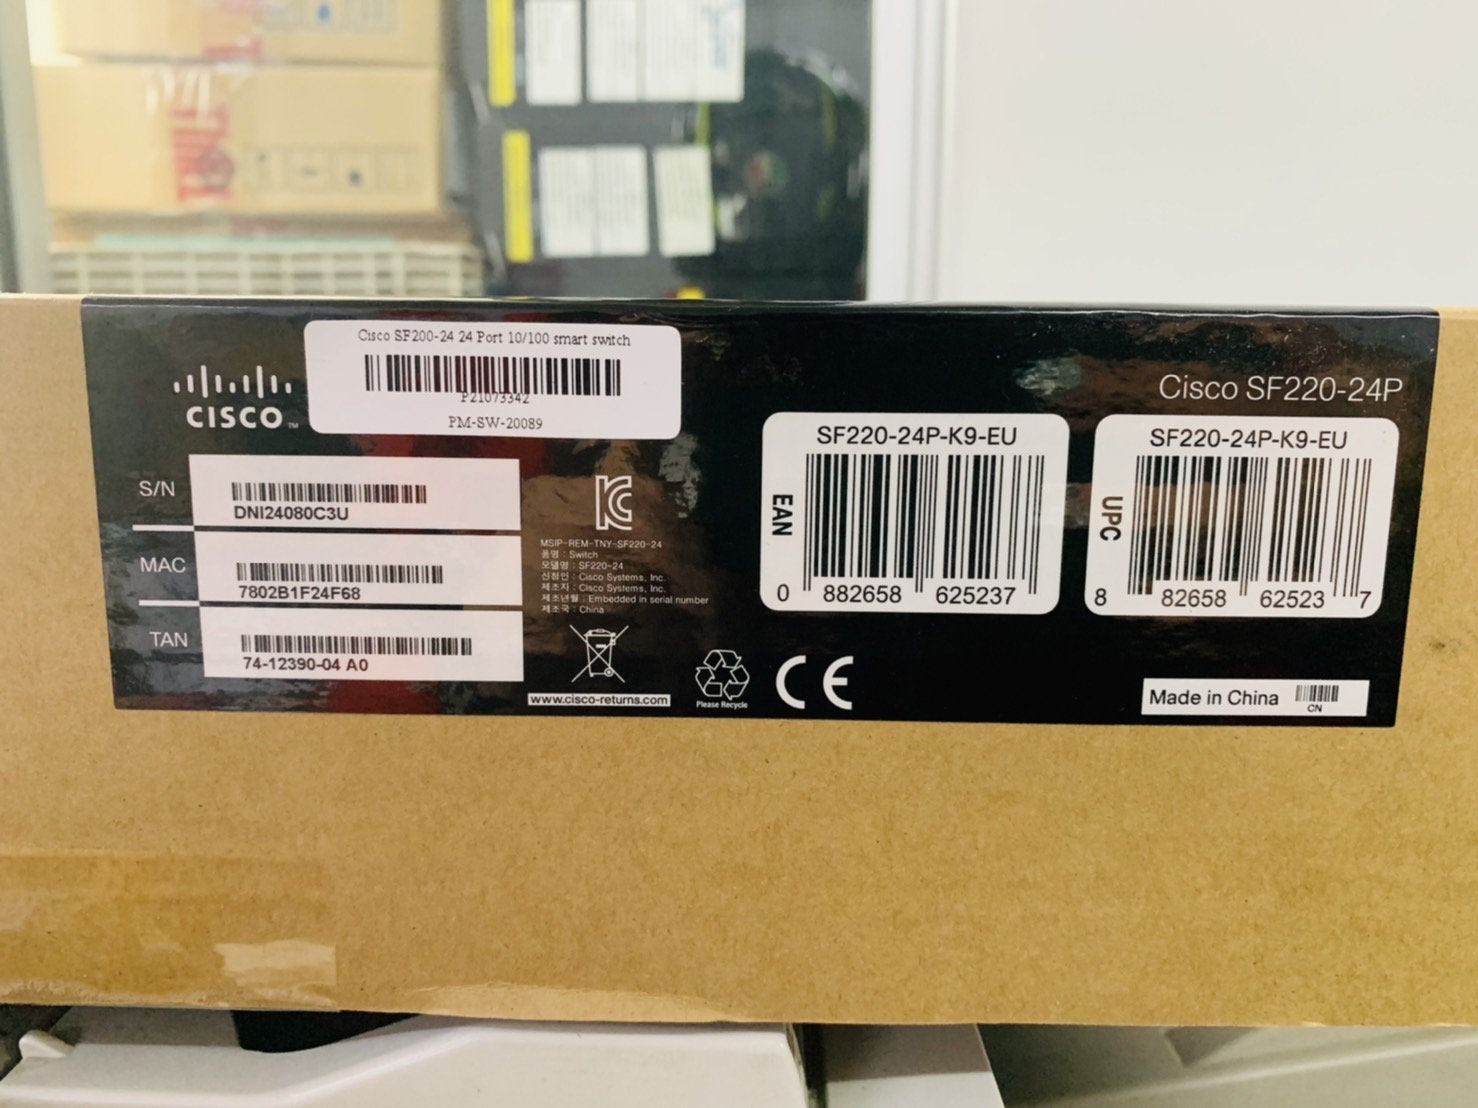 Cisco SF200-24 24 Port 10/100 smart switch
P21073342
PM-SW-20089
CISCO™
Cisco SF220-24P
S/N
DNI24080C3U
MAC
7802B1F24F68
TAN
74-12390-04 A0
MSIP-REM-TNY-SF220-24
품명 : Switch
모델명 : SF220-24
신청인 : Cisco Systems, Inc.
제조자 : Cisco Systems, Inc.
제조년월 : Embedded in serial number
제조국 : China
www.cisco-returns.com
Please Recycle
CE
SF220-24P-K9-EU
EAN
0 882658 625237
SF220-24P-K9-EU
UPC
8 82658 62523 7
Made in China
CN